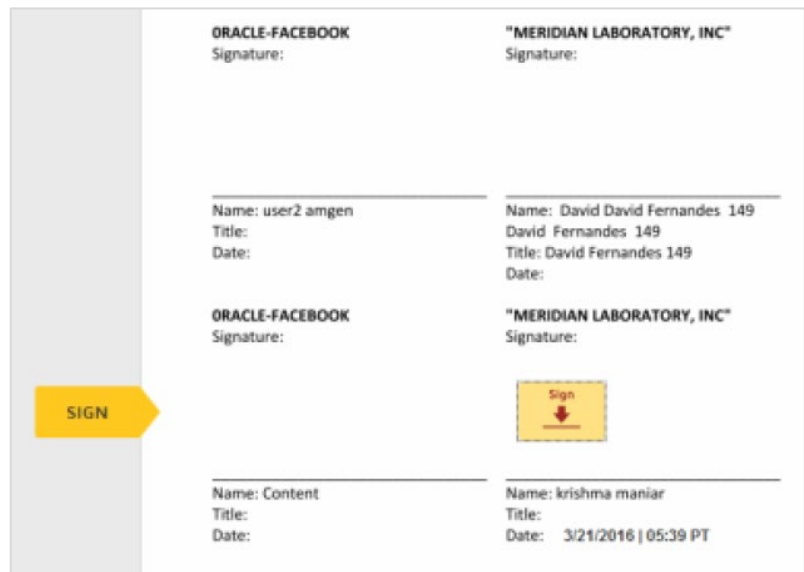 0RACLE-FACEBOOK
Signature:
"MERIDIAN LABORATORY, INC"
Signature:
Name: user2 amgen
Title:
Date:
Name: David David Fernandes 149
David Fernandes 149
Title: David Fernandes 149
Date:
0RACLE-FACEBOOK
Signature:
"MERIDIAN LABORATORY, INC"
Signature:
SIGN
Sign
Name: Content
Title:
Date:
Name: krishma maniar
Title:
Date: 3/21/2016 | 05:39 PT